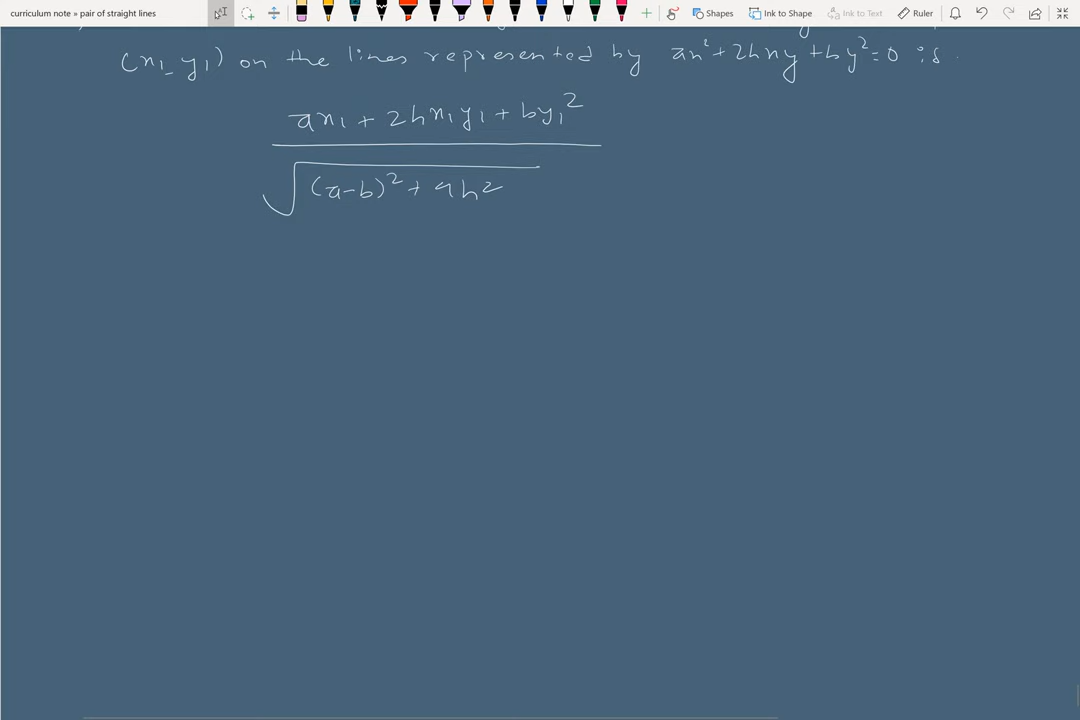 curriculum note » pair of straight lines
Shapes
Ink to Shape
Ink to Text
Ruler
(x₁, y₁) on the lines represented by ax²+2hxy+by²=0 is
ax₁ + 2hx₁y₁ + by₁²
√(a-b)² + 4h²